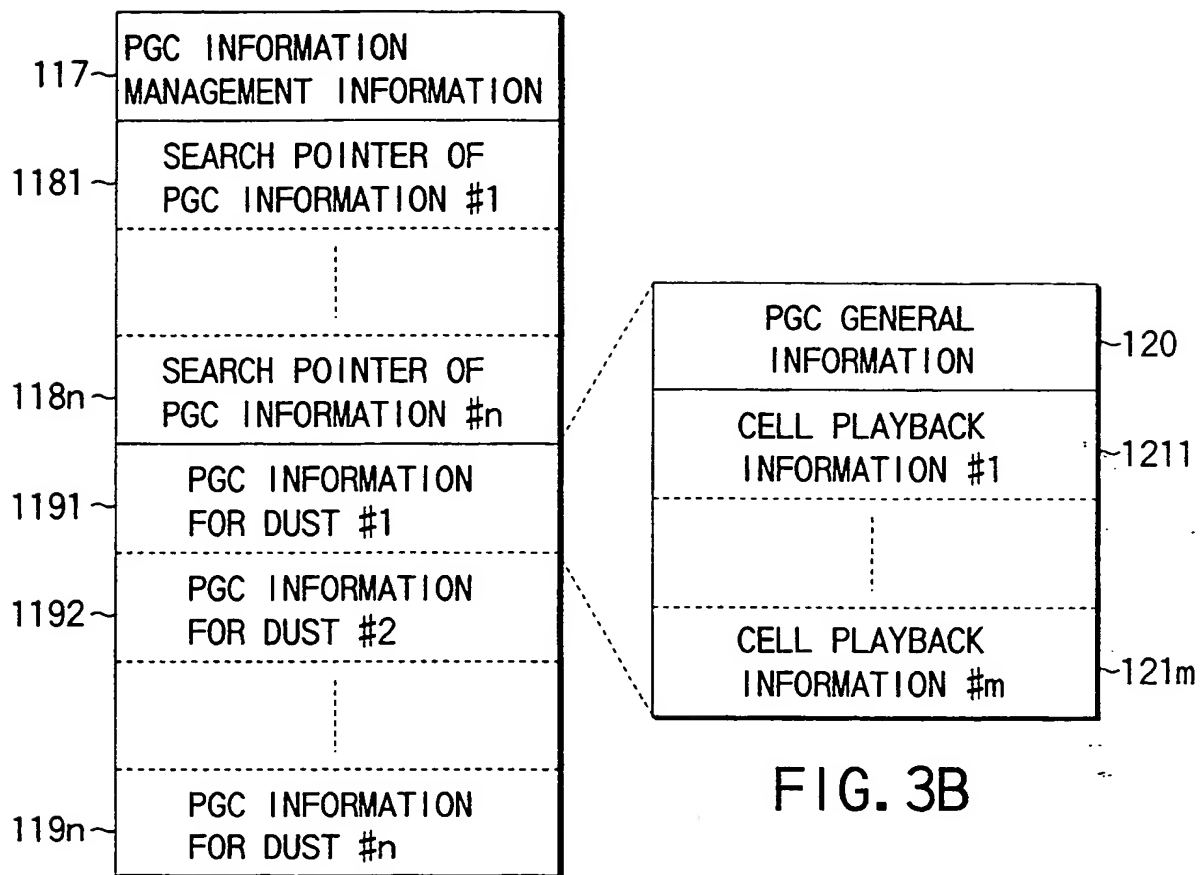 117
PGC INFORMATION
MANAGEMENT INFORMATION
1181
SEARCH POINTER OF
PGC INFORMATION #1
118n
SEARCH POINTER OF
PGC INFORMATION #n
1191
PGC INFORMATION
FOR DUST #1
1192
PGC INFORMATION
FOR DUST #2
119n
PGC INFORMATION
FOR DUST #n
PGC GENERAL
INFORMATION
120
CELL PLAYBACK
INFORMATION #1
1211
CELL PLAYBACK
INFORMATION #m
121m
FIG. 3B